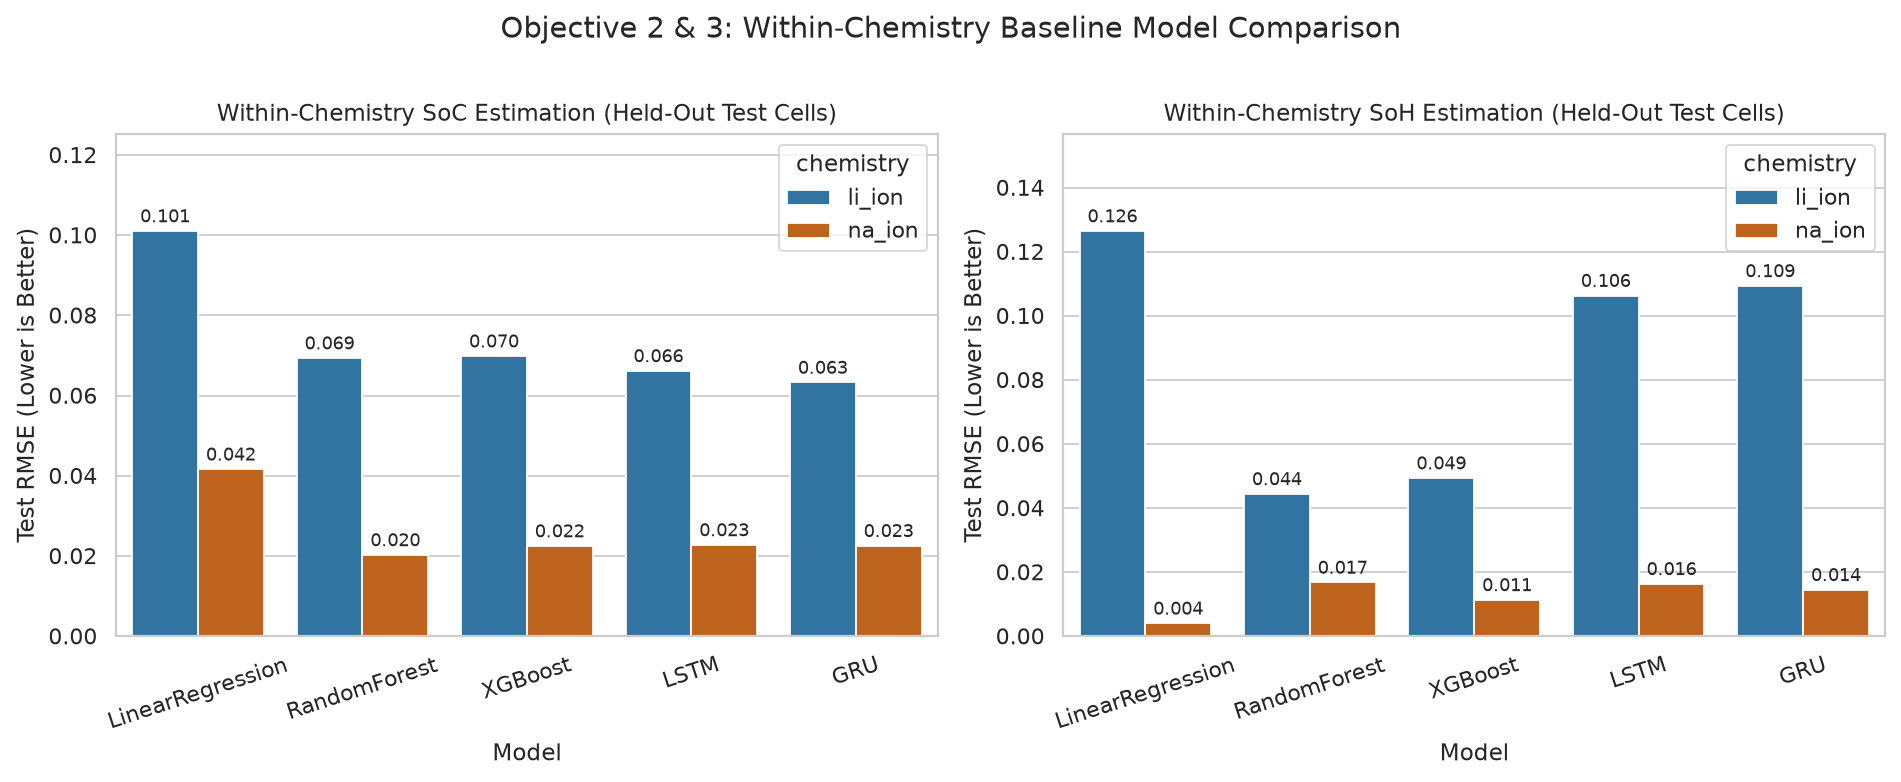 Objective 2 & 3: Within-Chemistry Baseline Model Comparison
Within-Chemistry SoC Estimation (Held-Out Test Cells)
Test RMSE (Lower is Better)
0.12
0.10
0.08
0.06
0.04
0.02
0.00
chemistry
li_ion
na_ion
0.101
0.042
0.069
0.020
0.070
0.022
0.066
0.023
0.063
0.023
LinearRegression
RandomForest
XGBoost
LSTM
GRU
Model
Within-Chemistry SoH Estimation (Held-Out Test Cells)
Test RMSE (Lower is Better)
0.14
0.12
0.10
0.08
0.06
0.04
0.02
0.00
chemistry
li_ion
na_ion
0.126
0.004
0.044
0.017
0.049
0.011
0.106
0.016
0.109
0.014
LinearRegression
RandomForest
XGBoost
LSTM
GRU
Model